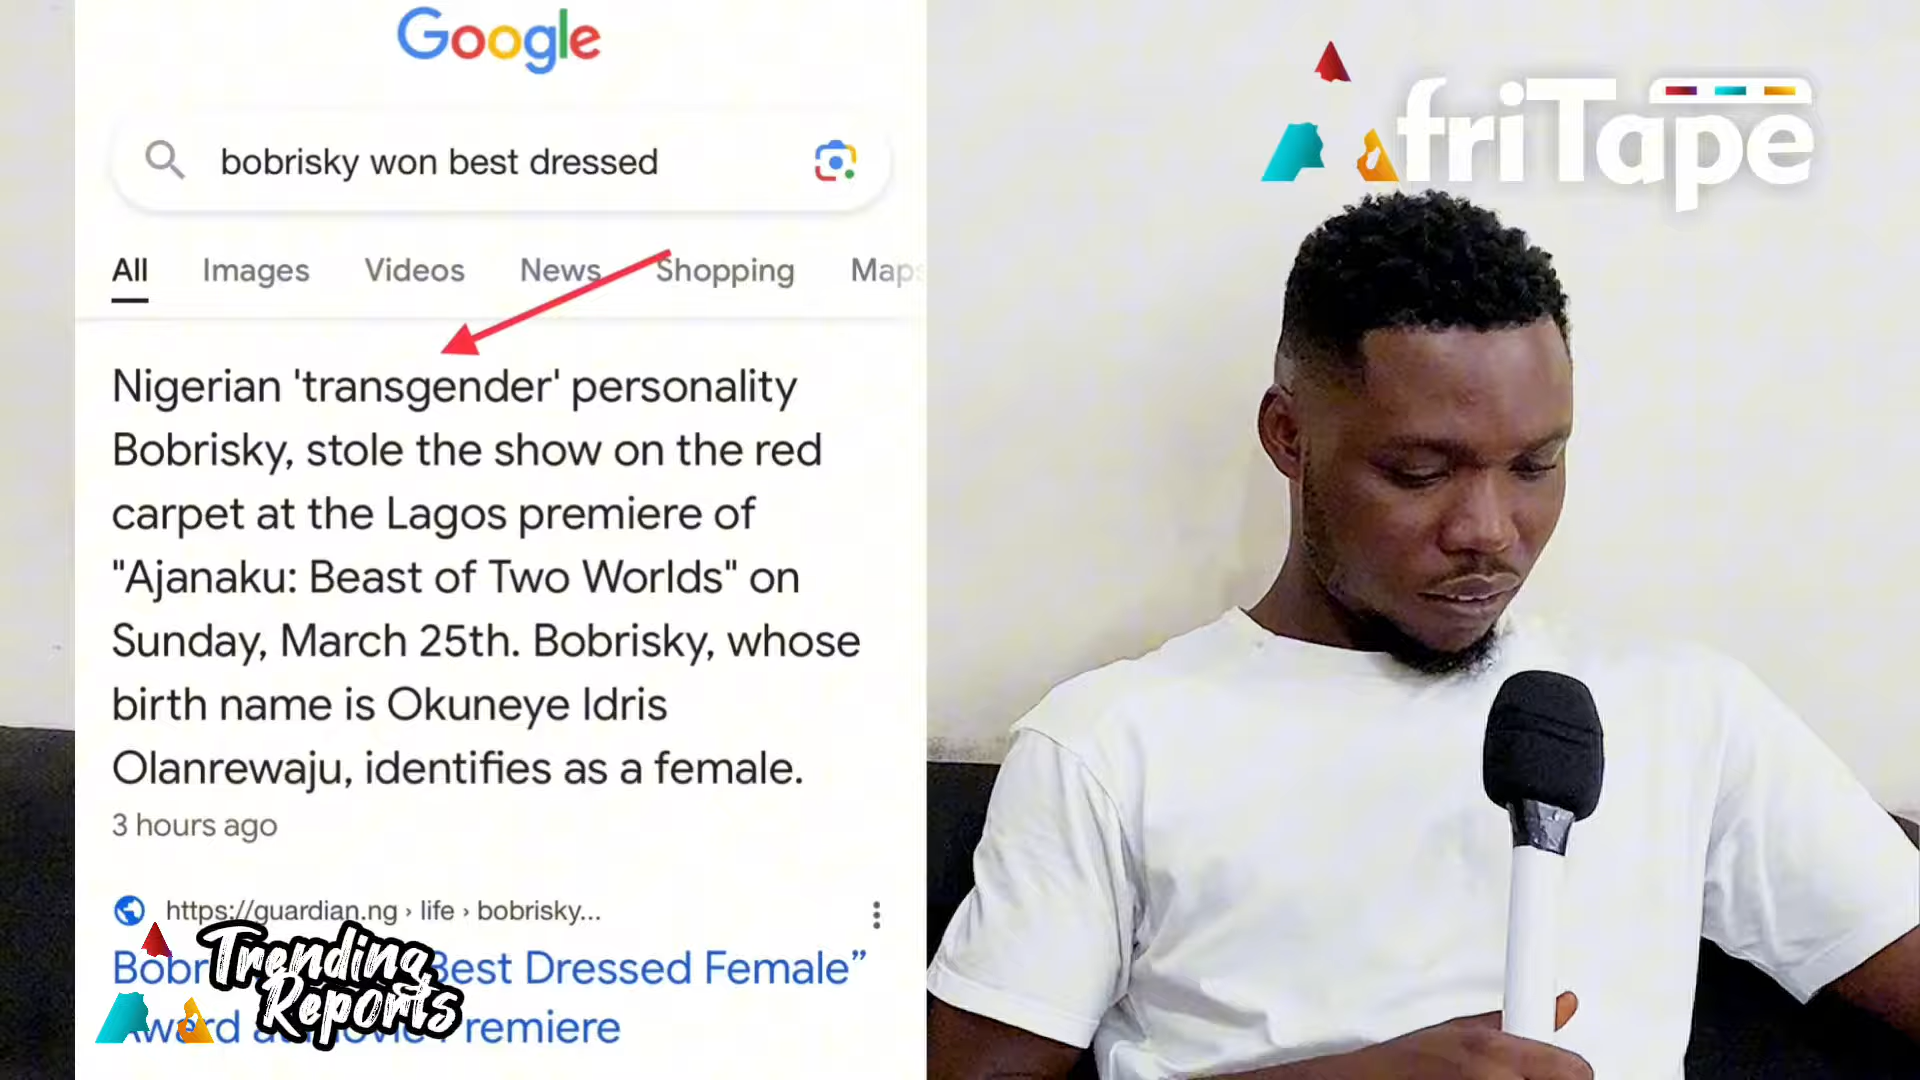 Google
bobrisky won best dressed
All Images Videos News Shopping Maps
Nigerian 'transgender' personality
Bobrisky, stole the show on the red
carpet at the Lagos premiere of
"Ajanaku: Beast of Two Worlds" on
Sunday, March 25th. Bobrisky, whose
birth name is Okuneye Idris
Olanrewaju, identifies as a female.
3 hours ago
https://guardian.ng › life › bobrisky...
Best Dressed Female”
Award
AfriTape
Trending
Reports